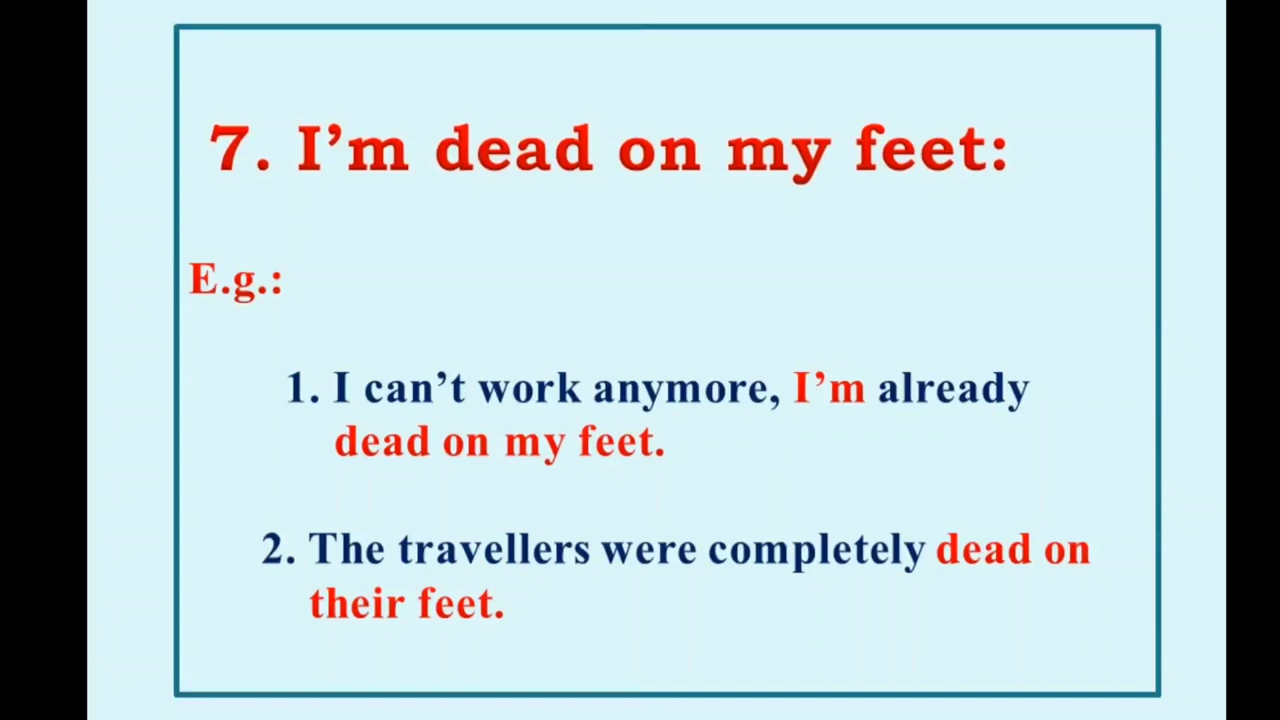 7. I’m dead on my feet:
E.g.:
1. I can’t work anymore, I’m already
dead on my feet.
2. The travellers were completely dead on
their feet.